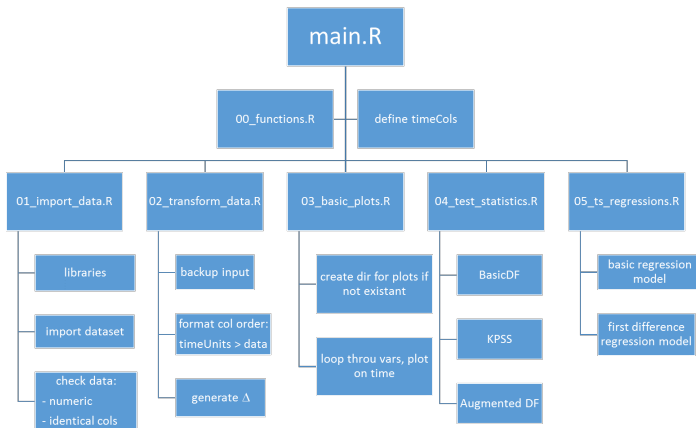 main.R
00_functions.R
define timeCols
01_import_data.R
02_transform_data.R
03_basic_plots.R
04_test_statistics.R
05_ts_regressions.R
libraries
import dataset
check data:
- numeric
- identical cols
backup input
format col order:
timeUnits > data
generate Δ
create dir for plots if
not existant
loop throu vars, plot
on time
BasicDF
KPSS
Augmented DF
basic regression
model
first difference
regression model